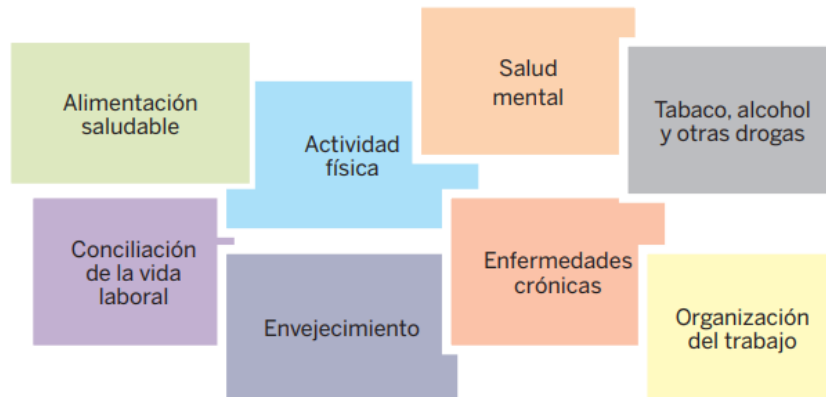 Alimentación
saludable
Actividad
física
Salud
mental
Tabaco, alcohol
y otras drogas
Conciliación
de la vida
laboral
Envejecimiento
Enfermedades
crónicas
Organización
del trabajo